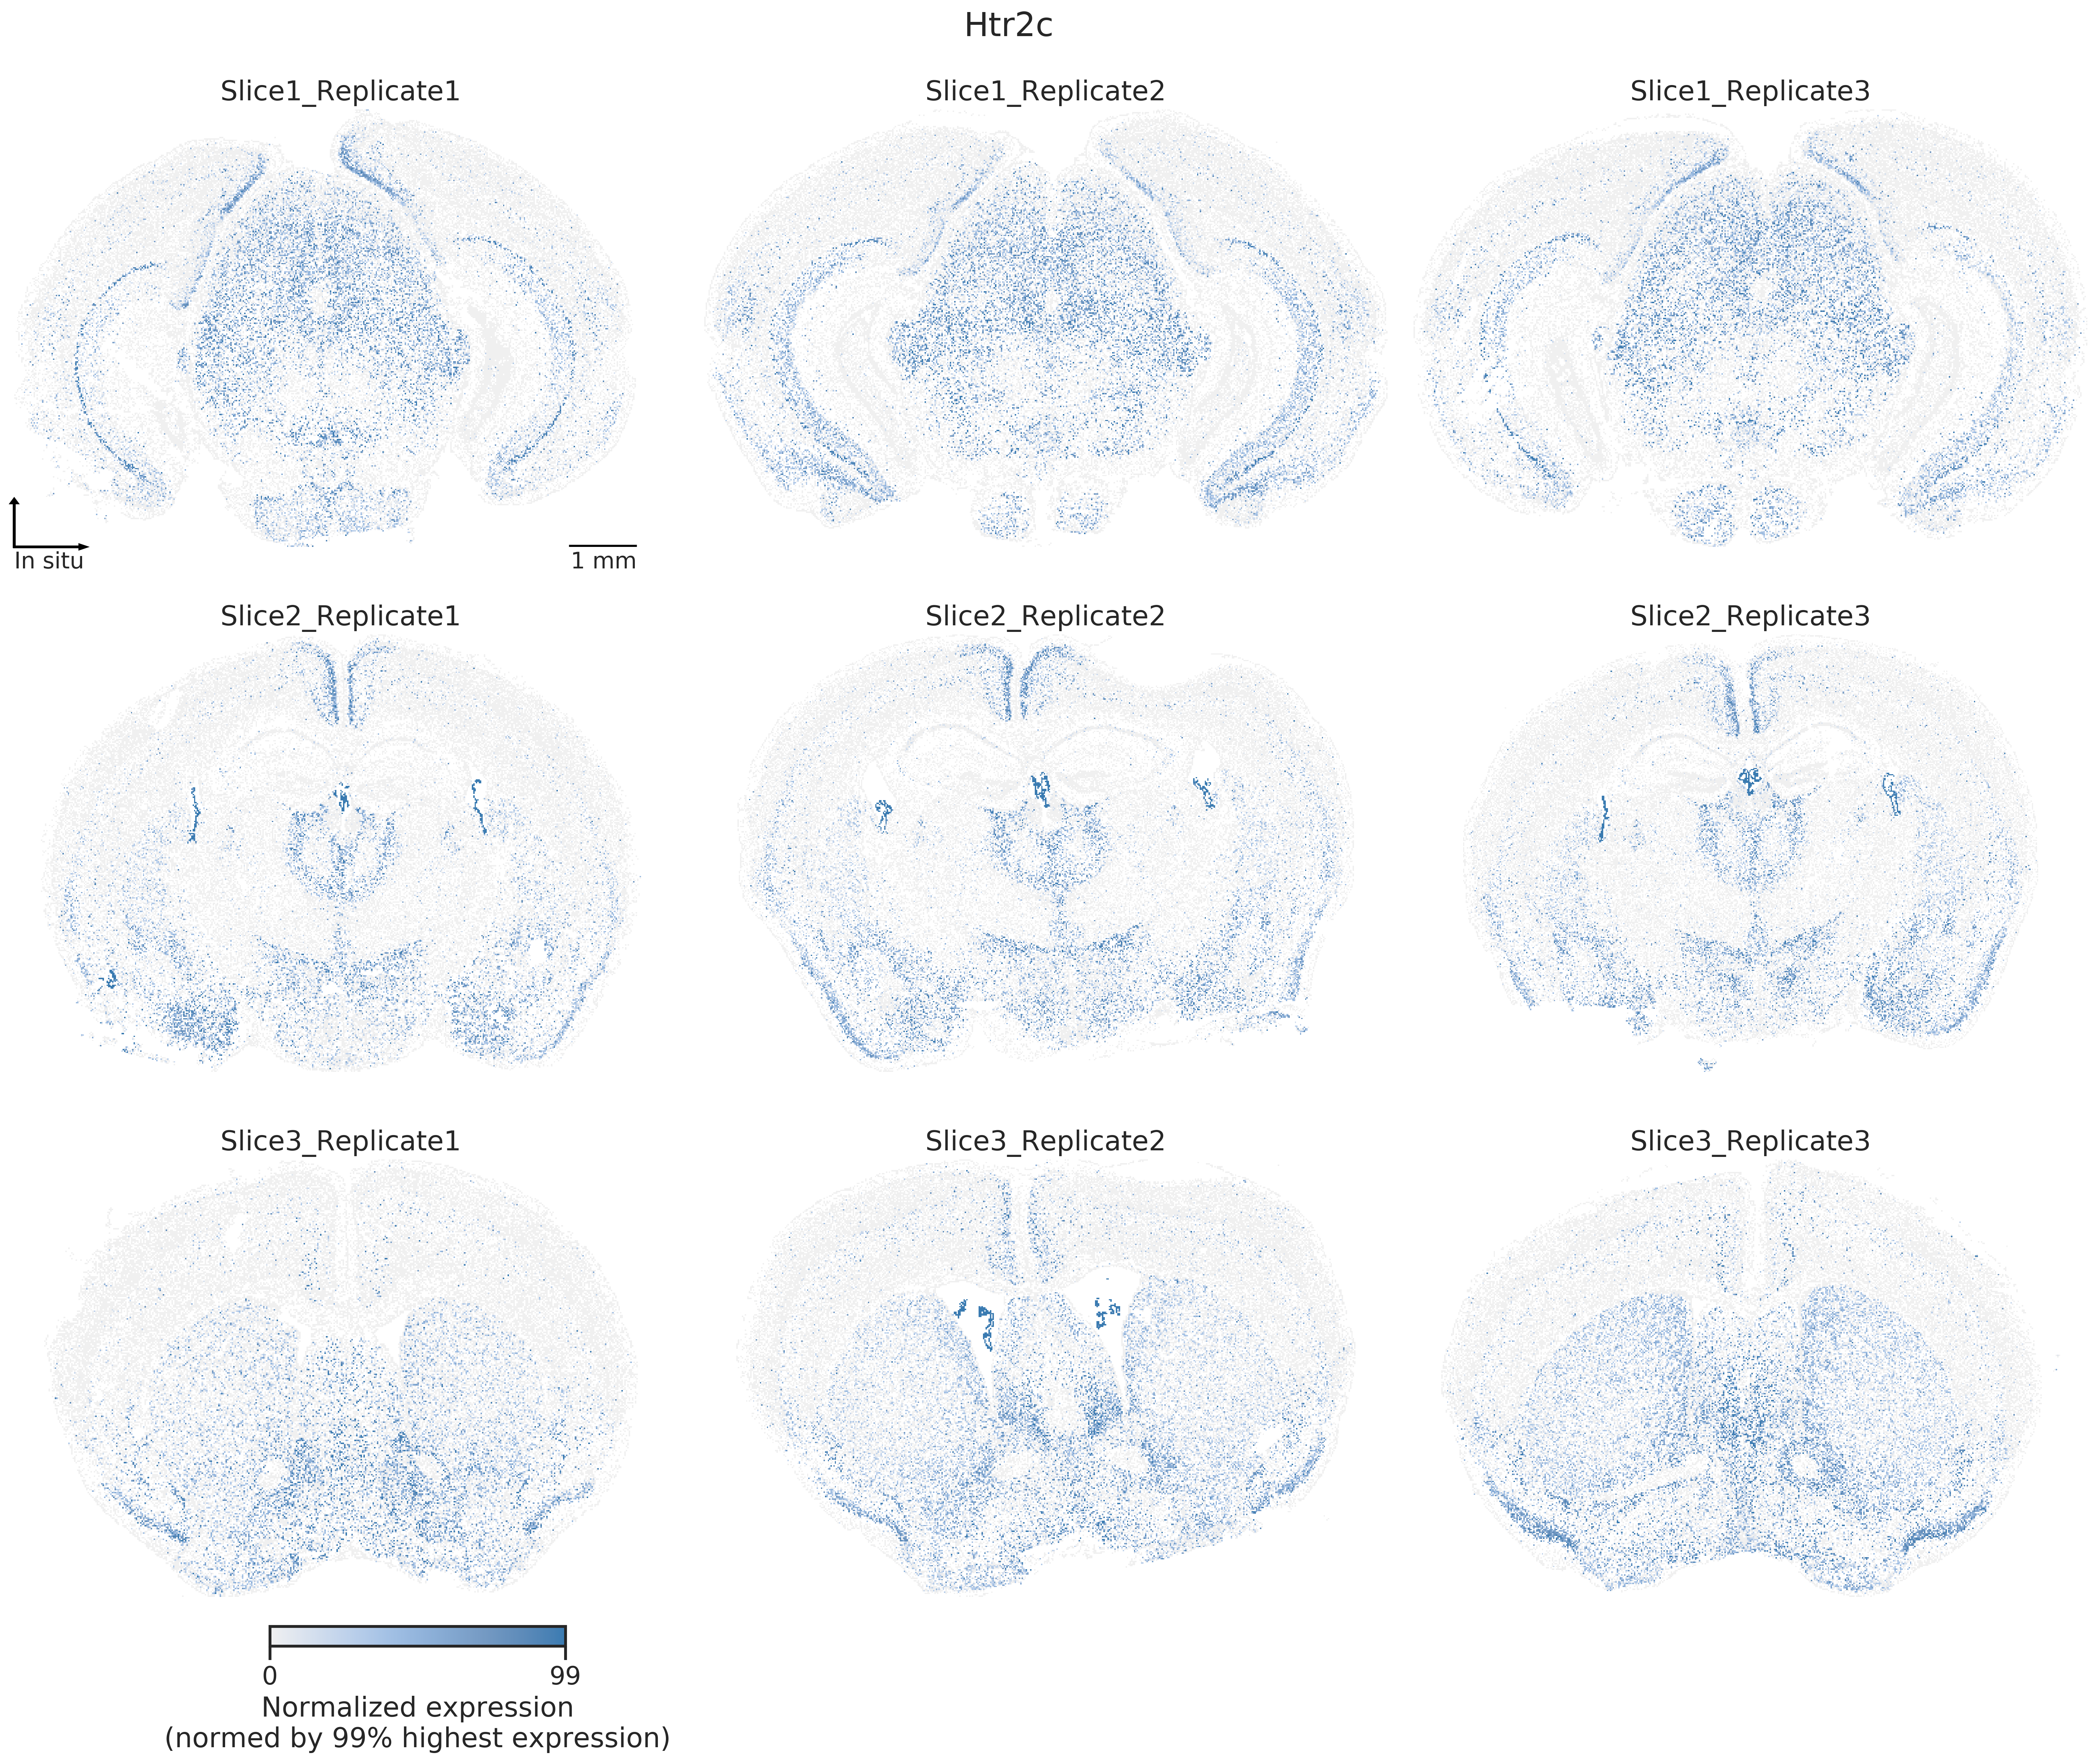 Htr2c
Slice1_Replicate1
Slice1_Replicate2
Slice1_Replicate3
In situ
1 mm
Slice2_Replicate1
Slice2_Replicate2
Slice2_Replicate3
Slice3_Replicate1
Slice3_Replicate2
Slice3_Replicate3
0
99
Normalized expression
(normed by 99% highest expression)